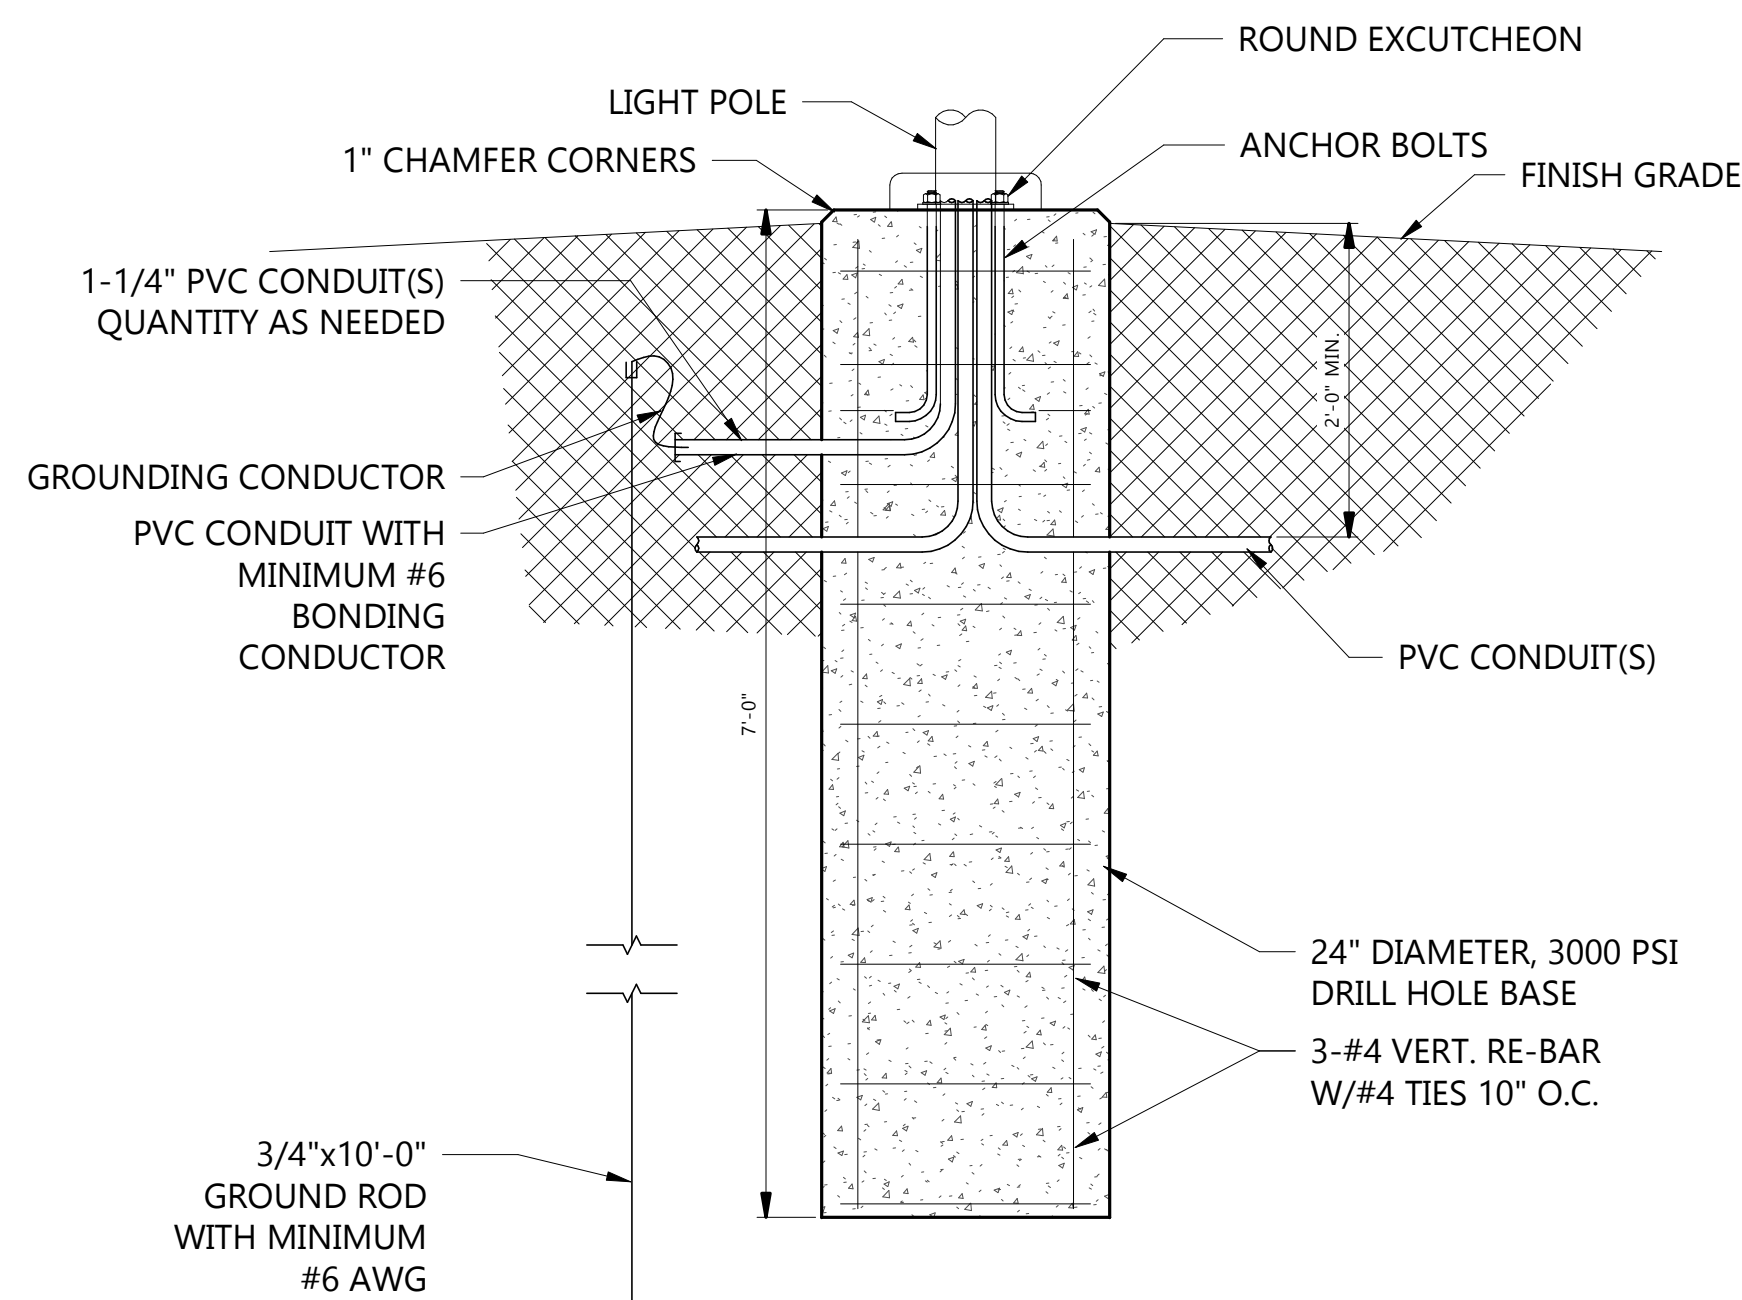 ROUND EXCUTCHEON
LIGHT POLE
1" CHAMFER CORNERS
ANCHOR BOLTS
FINISH GRADE
1-1/4" PVC CONDUIT(S)
QUANTITY AS NEEDED
2'-0" MIN.
GROUNDING CONDUCTOR
PVC CONDUIT WITH
MINIMUM #6
BONDING
CONDUCTOR
PVC CONDUIT(S)
7'-0"
24" DIAMETER, 3000 PSI
DRILL HOLE BASE
3-#4 VERT. RE-BAR
W/#4 TIES 10" O.C.
3/4"x10'-0"
GROUND ROD
WITH MINIMUM
#6 AWG